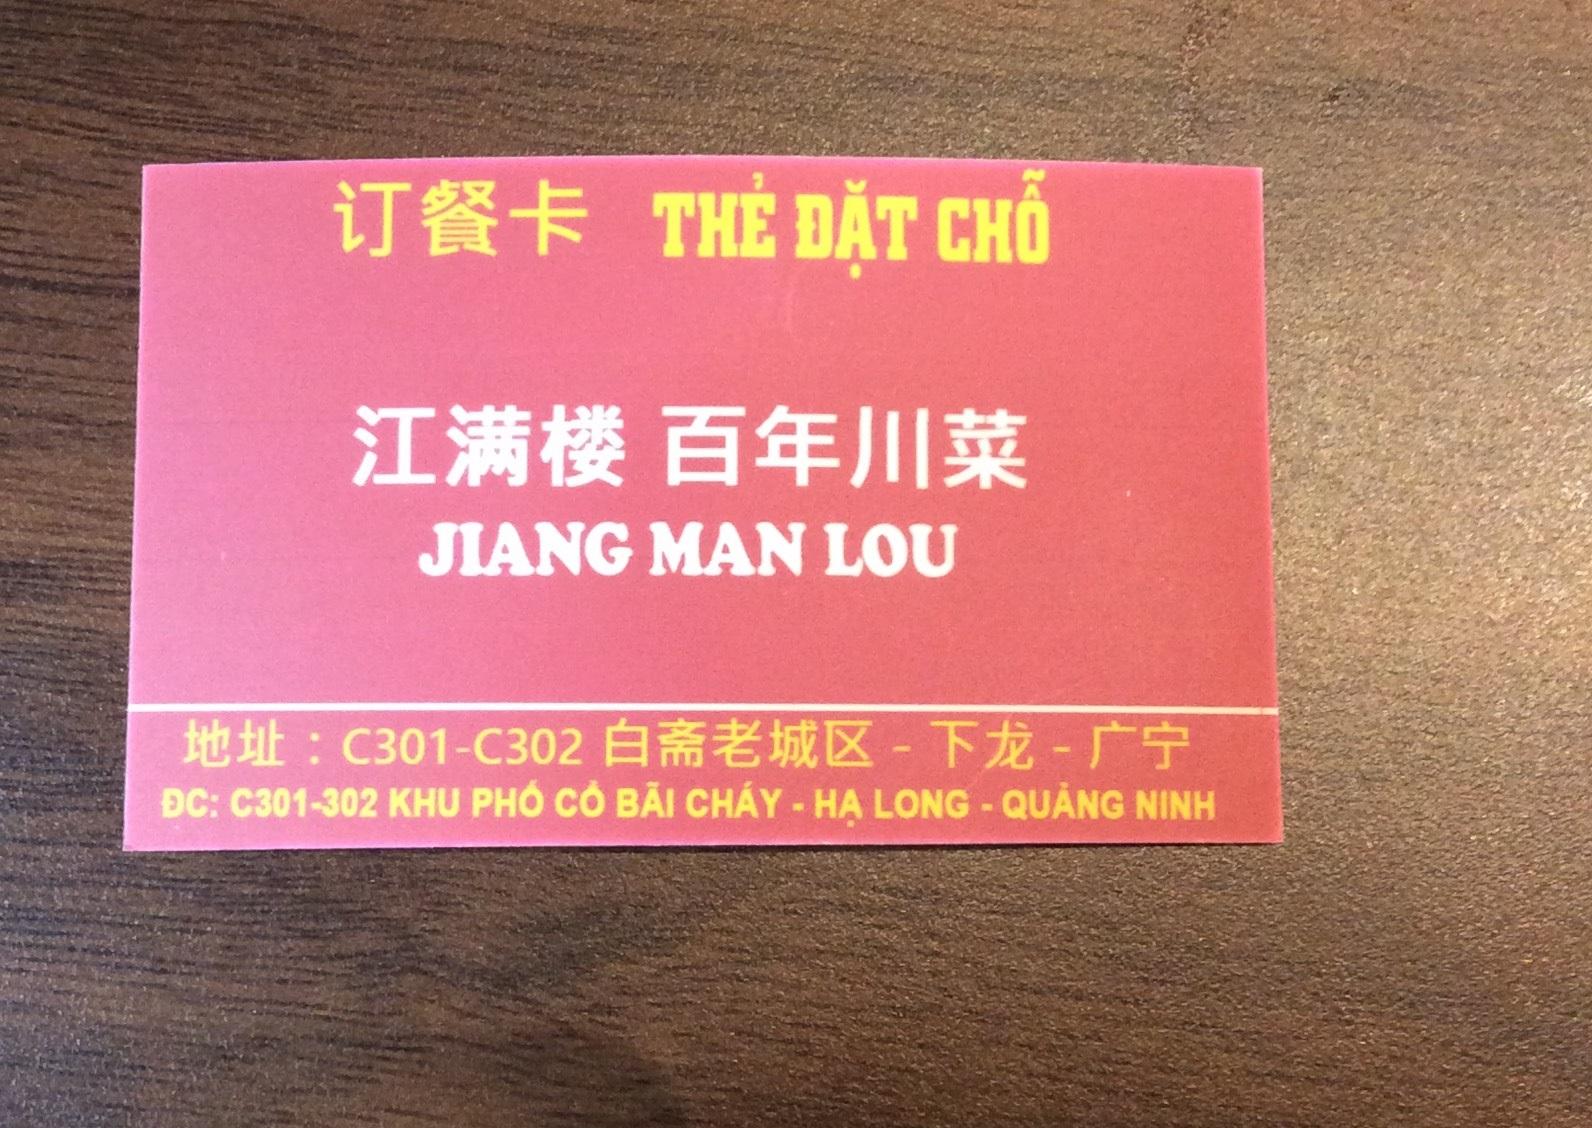 订餐卡 THẺ ĐẶT CHỖ
江满楼 百年川菜
JIANG MAN LOU
地址：C301-C302 白斋老城区 - 下龙 - 广宁
ĐC: C301-302 KHU PHỐ CỔ BÃI CHÁY - HẠ LONG - QUẢNG NINH